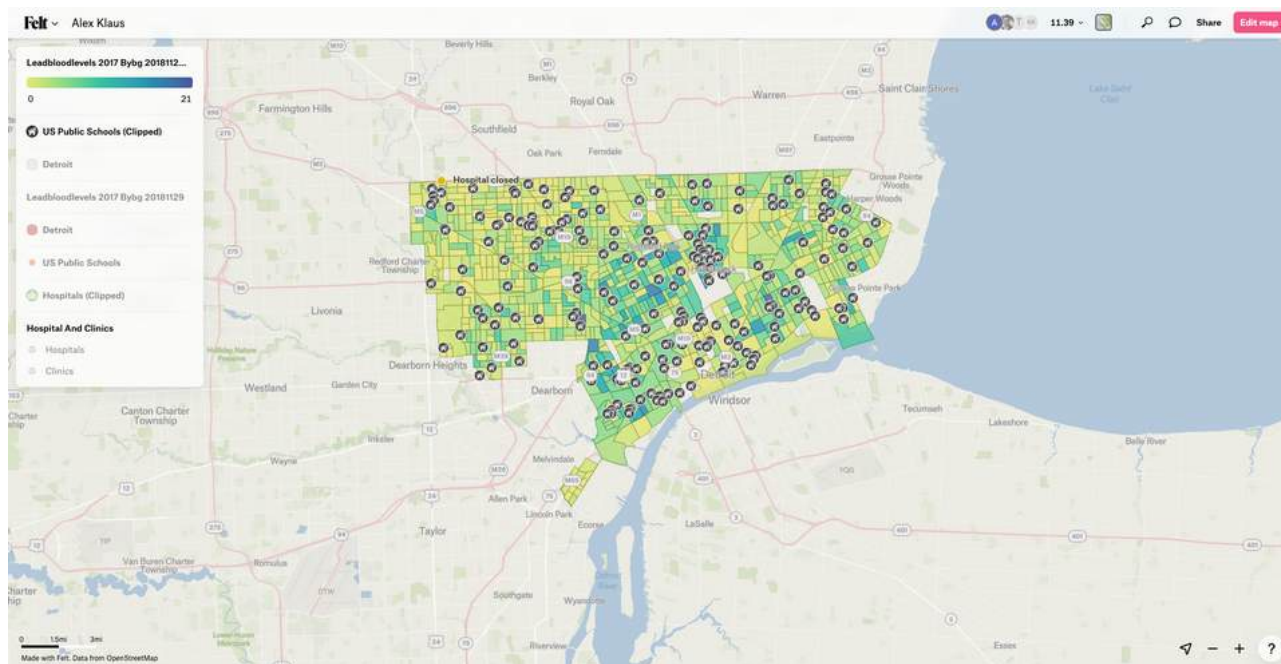 Felt Alex Klaus
11.39
Share
Edit map
Leadbloodlevels 2017 Bybg 2018112...
0 21
US Public Schools (Clipped)
Detroit
Leadbloodlevels 2017 Bybg 20181129
Detroit
US Public Schools
Hospitals (Clipped)
Hospital And Clinics
Hospitals
Clinics
Beverly Hills
Berkley
Royal Oak
Warren
Saint Clair Shores
Lake Saint
Clair
Farmington Hills
Southfield
Eastpointe
Oak Park
Ferndale
Hospital closed
Grosse Pointe
Woods
Harper Woods
Redford Charter
Township
Grosse Pointe Park
Livonia
Dearborn Heights
Detroit
Westland
Garden City
Dearborn
Windsor
Canton Charter
Township
Tecumseh
Lakeshore
Belle River
Inkster
Wayne
Melvindale
Allen Park
Lincoln Park
Ecorse
LaSalle
Taylor
Van Buren Charter
Township
Romulus
DTW
Southgate
Wyandotte
Riverview
Essex
0 1.5mi 3mi
Made with Felt. Data from OpenStreetMap